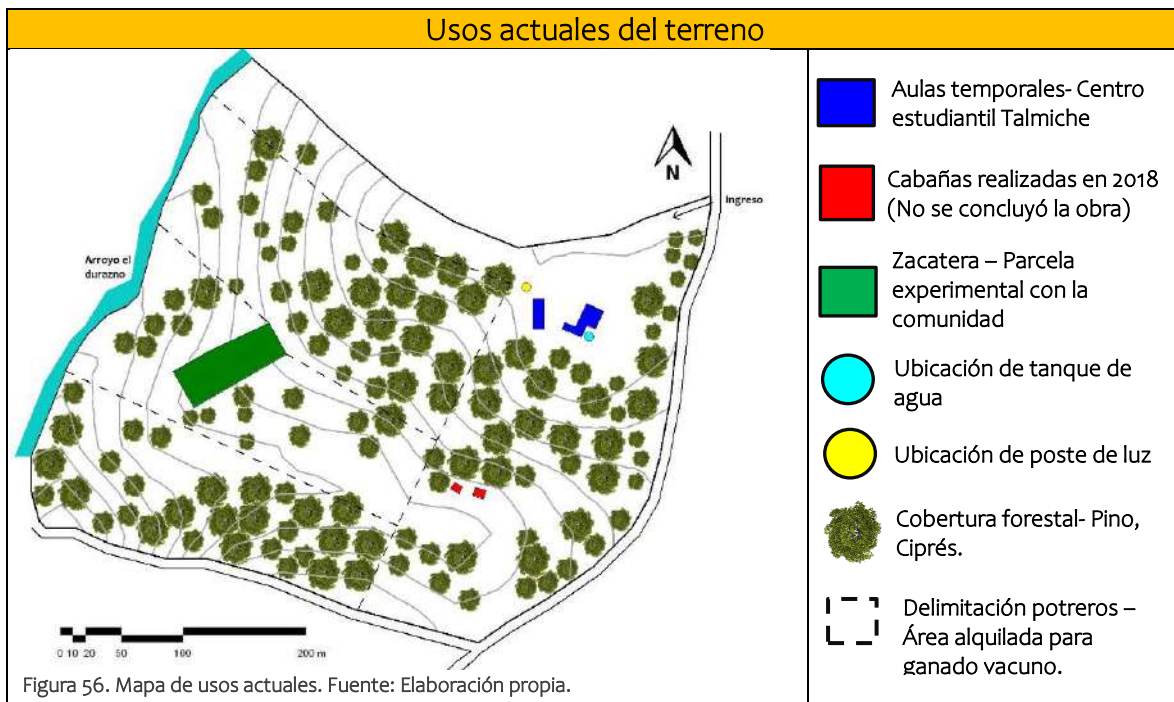 Usos actuales del terreno
Ingreso
N
Arroyo el
durazno
0 10 20 50 100 200 m
Figura 56. Mapa de usos actuales. Fuente: Elaboración propia.
Aulas temporales- Centro
estudiantil Talmiche
Cabañas realizadas en 2018
(No se concluyó la obra)
Zacatera – Parcela
experimental con la
comunidad
Ubicación de tanque de
agua
Ubicación de poste de luz
Cobertura forestal- Pino,
Ciprés.
Delimitación potreros –
Área alquilada para
ganado vacuno.